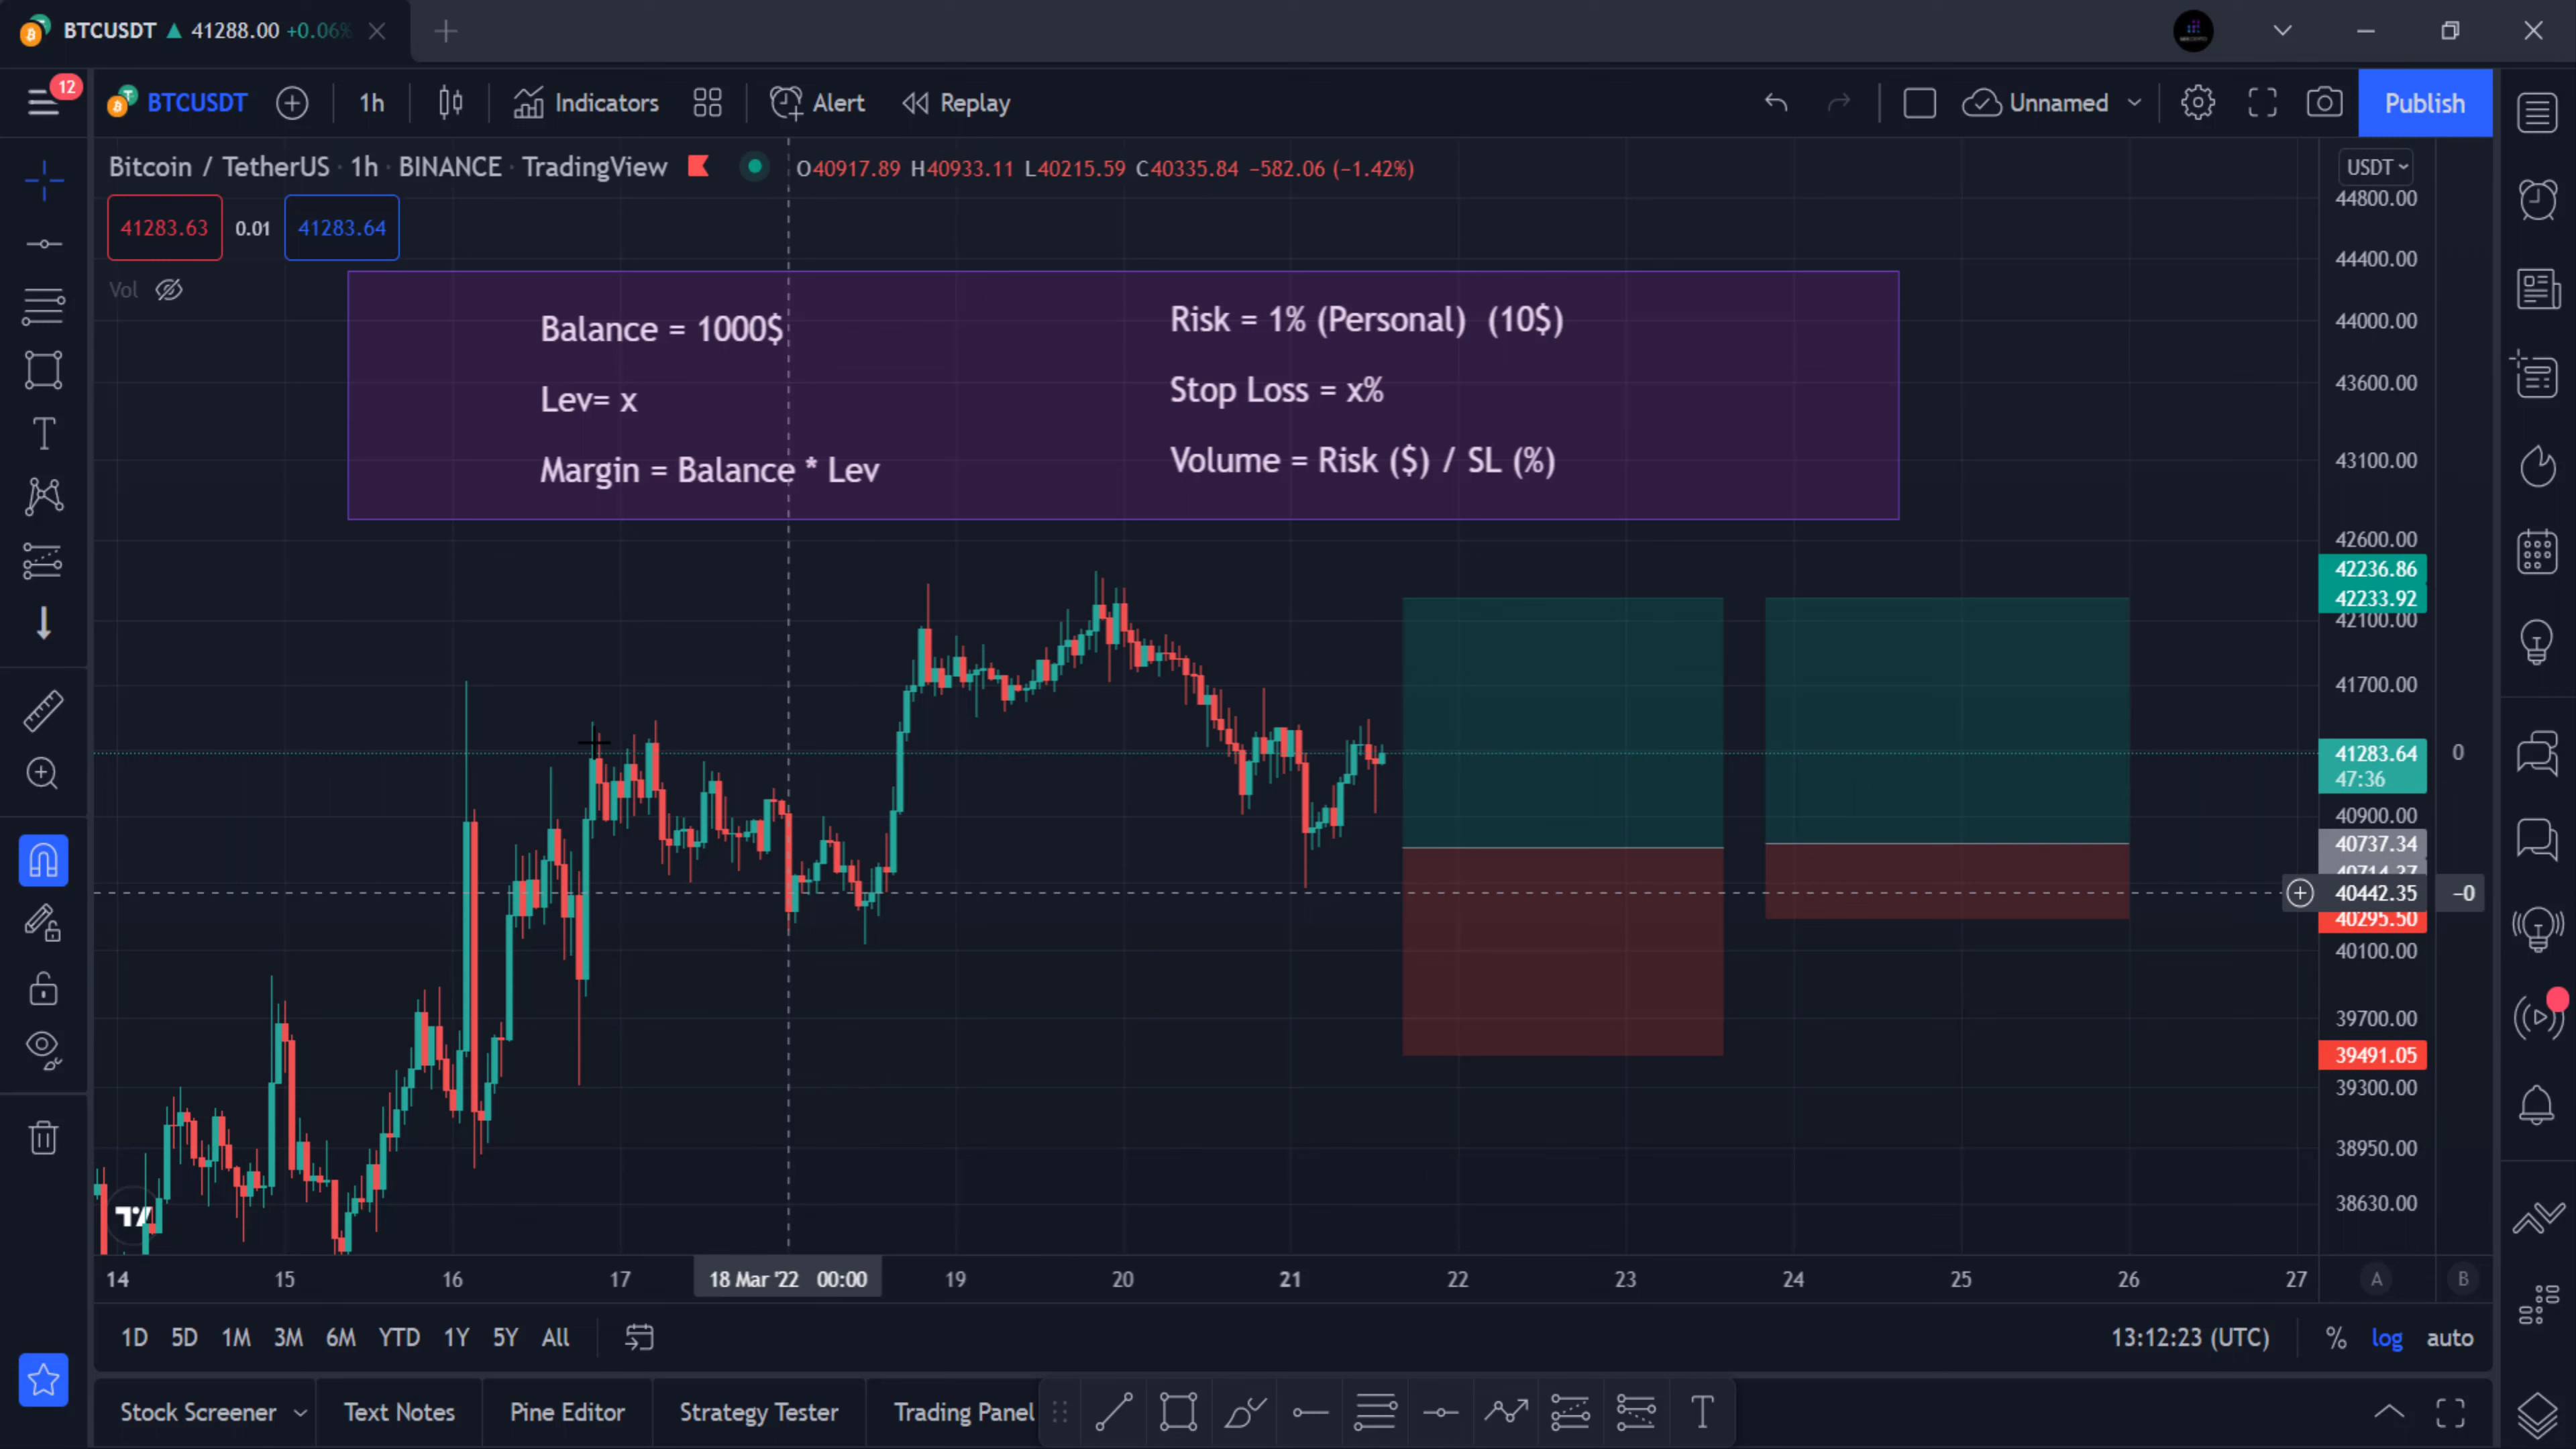 BTCUSDT ▲ 41288.00 +0.06%
12
BTCUSDT
1h
Indicators
Alert
Replay
Unnamed
Publish
Bitcoin / TetherUS · 1h · BINANCE · TradingView
O40917.89 H40933.11 L40215.59 C40335.84 −582.06 (−1.42%)
USDT
41283.63
0.01
41283.64
Vol
Balance = 1000$
Lev= x
Margin = Balance * Lev
Risk = 1% (Personal) (10$)
Stop Loss = x%
Volume = Risk ($) / SL (%)
44800.00
44400.00
44000.00
43600.00
43100.00
42600.00
42236.86
42233.92
42100.00
41700.00
41283.64
0
47:36
40900.00
40737.34
40714.27
40442.35
−0
40295.50
40100.00
39700.00
39491.05
39300.00
38950.00
38630.00
14
15
16
17
18 Mar '22 00:00
19
20
21
22
23
24
25
26
27
A
B
1D
5D
1M
3M
6M
YTD
1Y
5Y
All
13:12:23 (UTC)
%
log
auto
Stock Screener
Text Notes
Pine Editor
Strategy Tester
Trading Panel